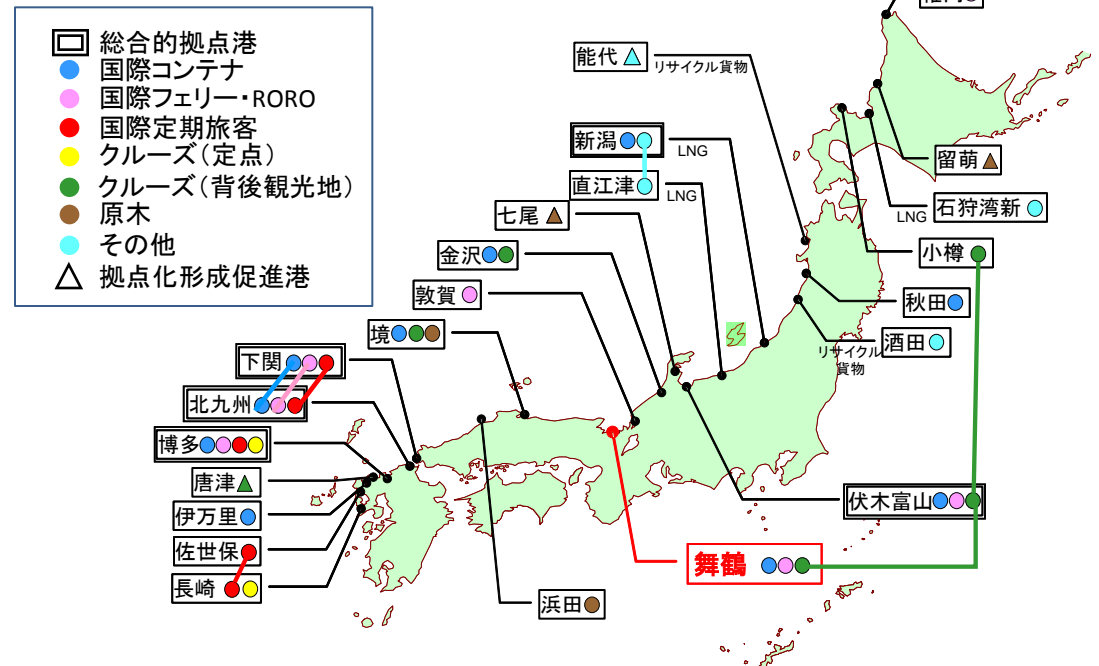 総合的拠点港
国際コンテナ
国際フェリー・RORO
国際定期旅客
クルーズ(定点)
クルーズ(背後観光地)
原木
その他
拠点化形成促進港
能代
リサイクル貨物
新潟
LNG
直江津
LNG
七尾
金沢
敦賀
境
下関
北九州
博多
唐津
伊万里
佐世保
長崎
浜田
舞鶴
伏木富山
留萌
石狩湾新
LNG
小樽
秋田
酒田
リサイクル
貨物